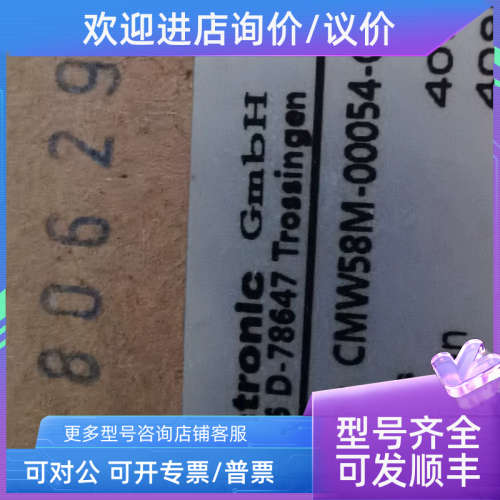 欢迎进店询价/议价
80629
tronic GmbH
D-78647 Trossingen
CMW58M-00054-
40
408
更多型号咨询店铺客服
可对公 可开专票/普票
型号齐全
可发顺丰